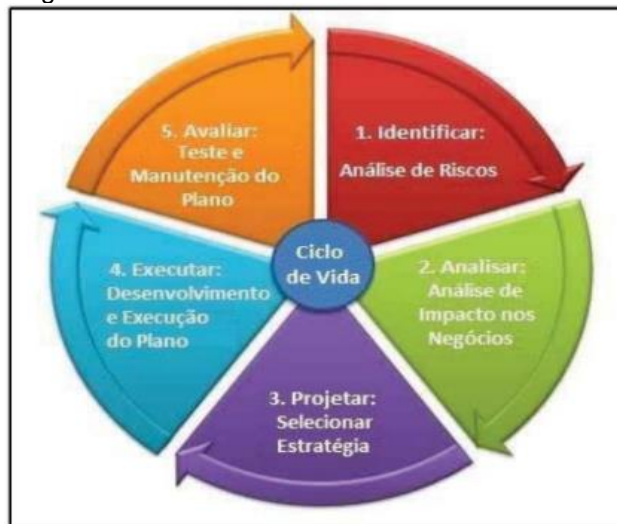 1. Identificar:
Análise de Riscos
2. Analisar:
Análise de
Impacto nos
Negócios
3. Projetar:
Selecionar
Estratégia
4. Executar:
Desenvolvimento
e Execução
do Plano
5. Avaliar:
Teste e
Manutenção do
Plano
Ciclo
de Vida